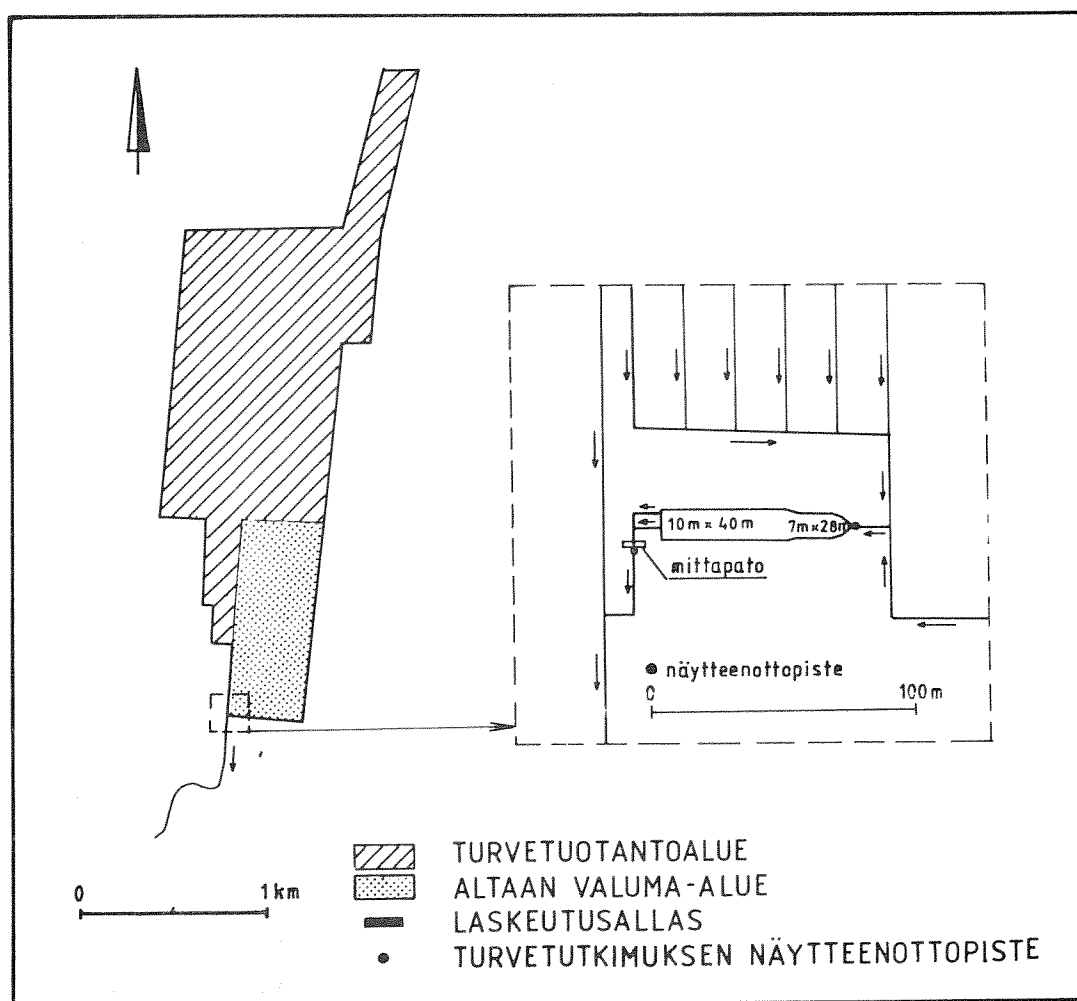 10m × 40m
7m×28m
mittapato
näytteenottopiste
0
100m
TURVETUOTANTOALUE
ALTAAN VALUMA-ALUE
0
1km
LASKEUTUSALLAS
TURVETUTKIMUKSEN NÄYTTEENOTTOPISTE